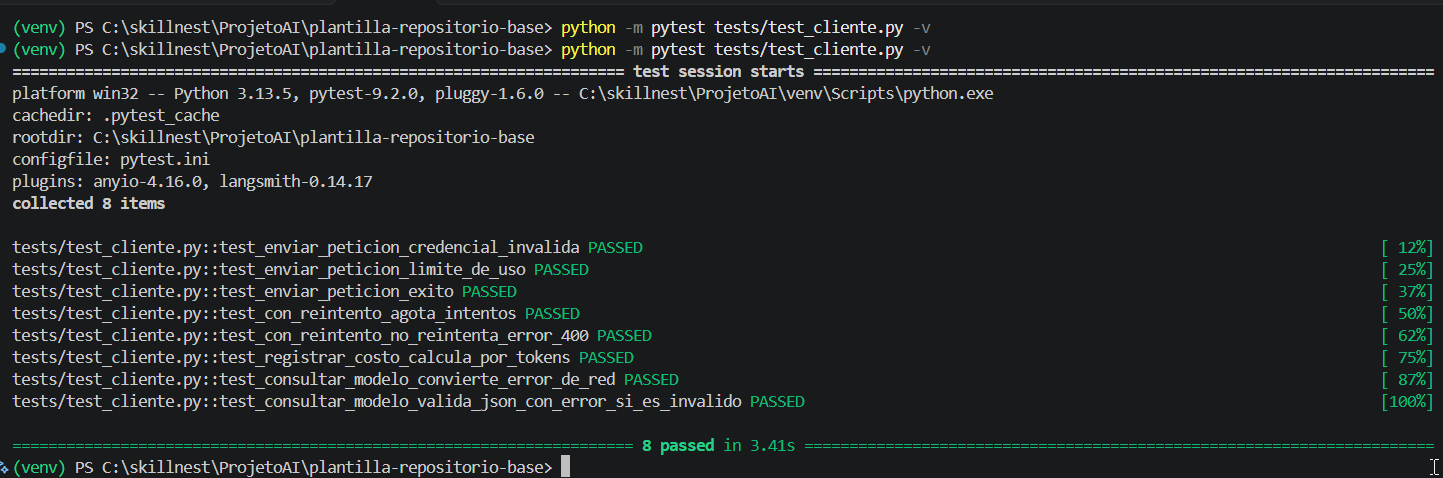 (venv) PS C:\skillnest\ProjetoAI\plantilla-repositorio-base> python -m pytest tests/test_cliente.py -v
(venv) PS C:\skillnest\ProjetoAI\plantilla-repositorio-base> python -m pytest tests/test_cliente.py -v
==================================================================== test session starts =====================================================================
platform win32 -- Python 3.13.5, pytest-9.2.0, pluggy-1.6.0 -- C:\skillnest\ProjetoAI\venv\Scripts\python.exe
cachedir: .pytest_cache
rootdir: C:\skillnest\ProjetoAI\plantilla-repositorio-base
configfile: pytest.ini
plugins: anyio-4.16.0, langsmith-0.14.17
collected 8 items
tests/test_cliente.py::test_enviar_peticion_credencial_invalida PASSED [ 12%]
tests/test_cliente.py::test_enviar_peticion_limite_de_uso PASSED [ 25%]
tests/test_cliente.py::test_enviar_peticion_exito PASSED [ 37%]
tests/test_cliente.py::test_con_reintento_agota_intentos PASSED [ 50%]
tests/test_cliente.py::test_con_reintento_no_reintenta_error_400 PASSED [ 62%]
tests/test_cliente.py::test_registrar_costo_calcula_por_tokens PASSED [ 75%]
tests/test_cliente.py::test_consultar_modelo_convierte_error_de_red PASSED [ 87%]
tests/test_cliente.py::test_consultar_modelo_valida_json_con_error_si_es_invalido PASSED [100%]
===================================================================== 8 passed in 3.41s ======================================================================
(venv) PS C:\skillnest\ProjetoAI\plantilla-repositorio-base>